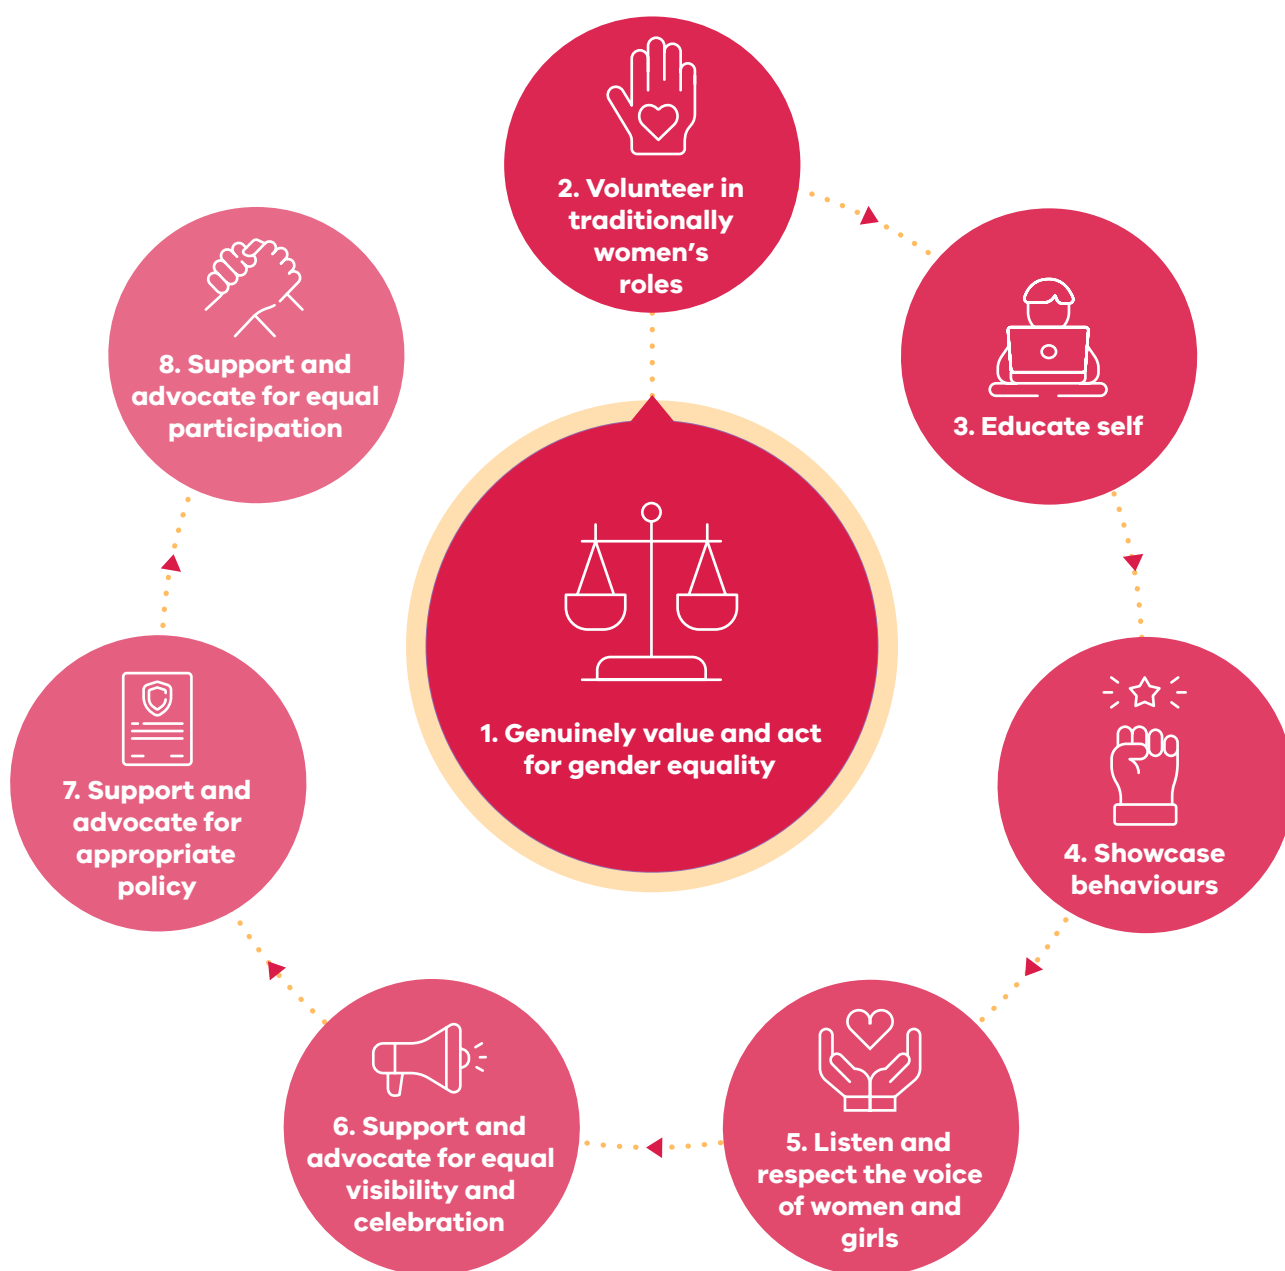 1. Genuinely value and act
for gender equality
2. Volunteer in
traditionally
women’s
roles
3. Educate self
4. Showcase
behaviours
5. Listen and
respect the voice
of women and
girls
6. Support and
advocate for equal
visibility and
celebration
7. Support and
advocate for
appropriate
policy
8. Support and
advocate for equal
participation